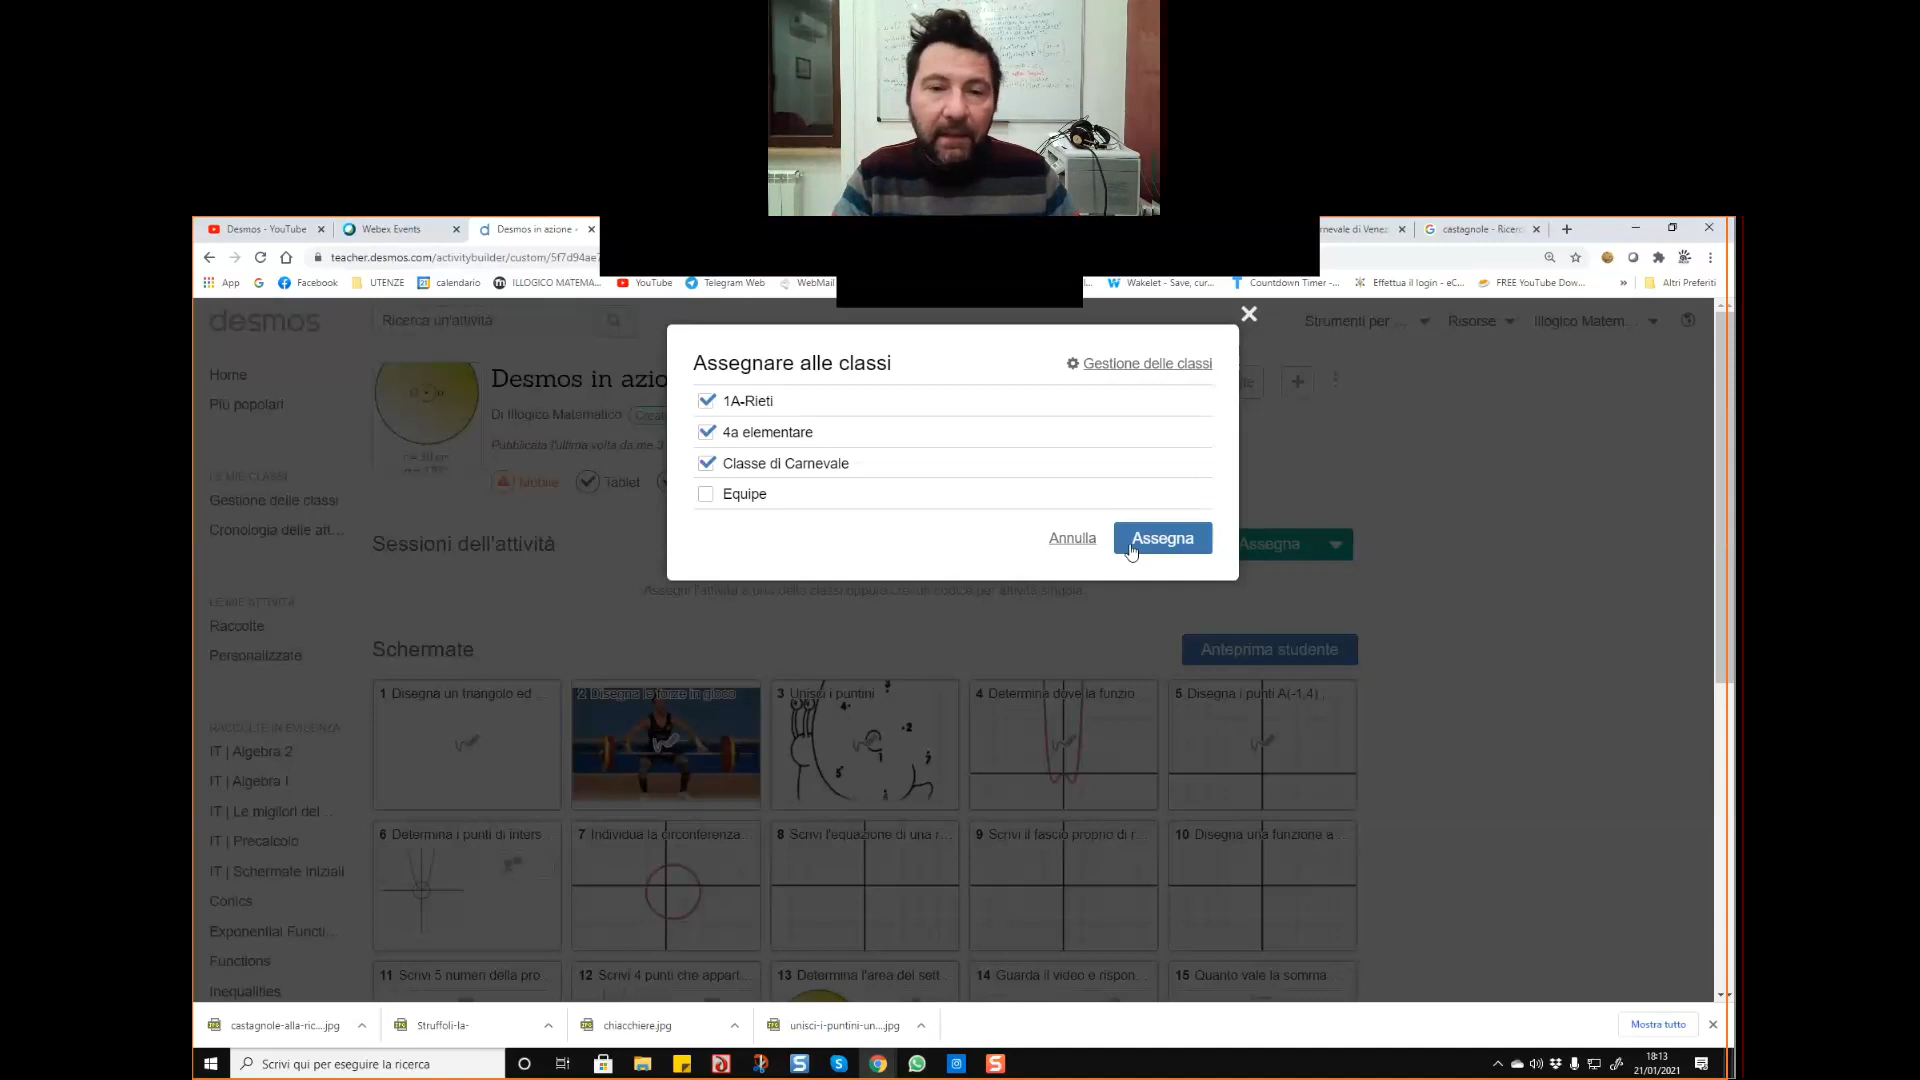 Desmos - YouTube
Webex Events
Desmos in azione -
rnevale di Venez
castagnole - Ricerc
teacher.desmos.com/activitybuilder/custom/5f7d94ae7
App
Facebook
UTENZE
calendario
ILLOGICO MATEMA...
YouTube
Telegram Web
WebMail
Wakelet - Save, cur...
Countdown Timer -...
Effettua il login - eC...
FREE YouTube Dow...
»
Altri Preferiti
desmos
Ricerca un'attività
Strumenti per ...
Risorse
Illogico Matem...
Home
Più popolari
Desmos in azio
Di Illogico Matematico
Pubblicata l'ultima volta da me 3
Mobile
Tablet
Assegnare alle classi
Gestione delle classi
1A-Rieti
4a elementare
Classe di Carnevale
Equipe
Annulla
Assegna
LE MIE CLASSI
Gestione delle classi
Cronologia delle att...
Sessioni dell'attività
Assegna
Assegni l'attività a una delle classi oppure crei un codice per attività singola.
LE MIE ATTIVITÀ
Raccolte
Personalizzate
Schermate
Anteprima studente
1 Disegna un triangolo ed ...
2 Disegna le forze in gioco
3 Unisci i puntini
4 Determina dove la funzio
5 Disegna i punti A(-1,4)
RACCOLTE IN EVIDENZA
IT | Algebra 2
IT | Algebra I
IT | Le migliori del ...
IT | Precalcolo
IT | Schermate Iniziali
Conics
Exponential Functi...
Functions
Inequalities
6 Determina i punti di inters
7 Individua la circonferenza...
8 Scrivi l'equazione di una r...
9 Scrivi il fascio proprio di r...
10 Disegna una funzione a ...
11 Scrivi 5 numeri della pro...
12 Scrivi 4 punti che appart...
13 Determina l'area del sett...
14 Guarda il video e rispon...
15 Quanto vale la somma
castagnole-alla-ric....jpg
Struffoli-la-
chiacchiere.jpg
unisci-i-puntini-un....jpg
Mostra tutto
Scrivi qui per eseguire la ricerca
18:13
21/01/2021